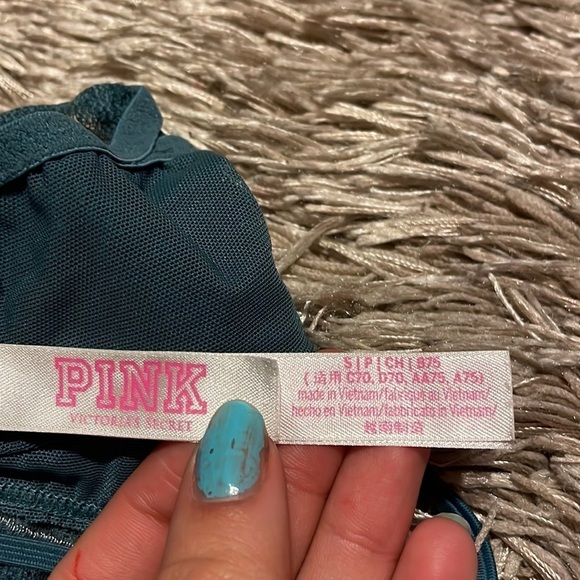 PINK
VICTORIA'S SECRET
S | P | CH | B75
(适用 C70, D70, AA75, A75)
made in Vietnam/fabriqué au Vietnam/
hecho en Vietnam/fabbricato in Vietnam/
越南制造